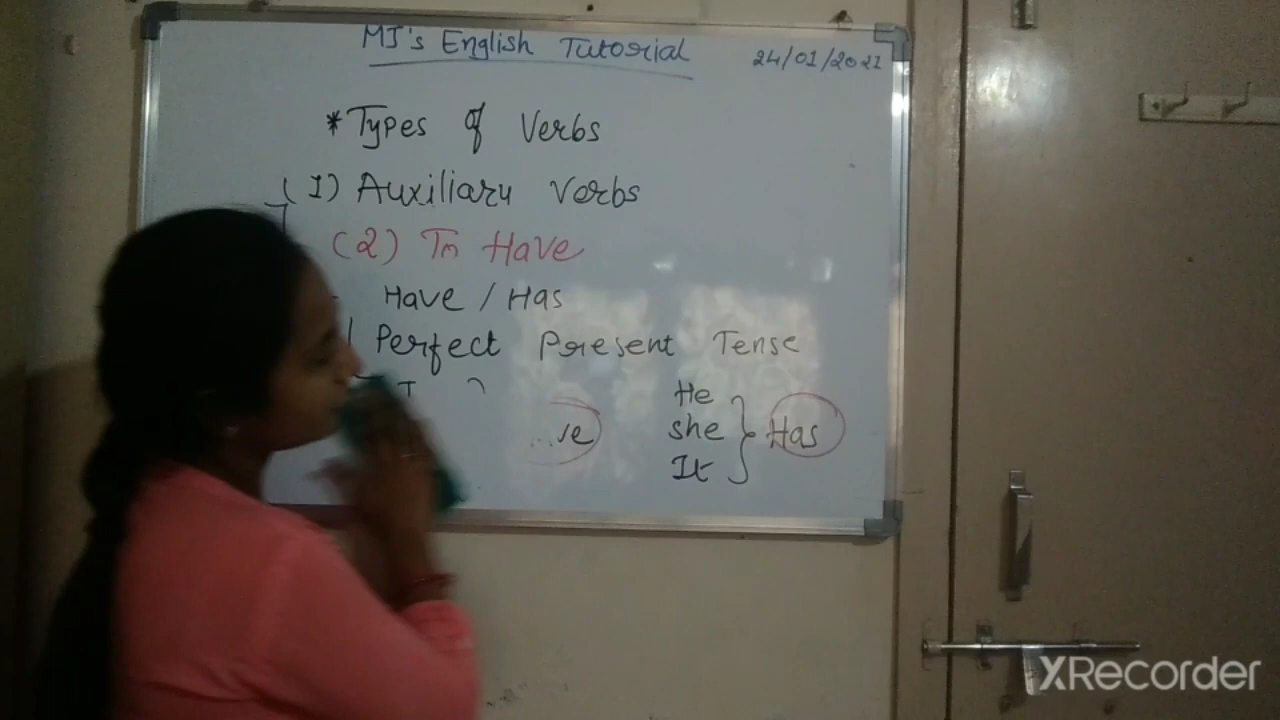 MJ's English Tutorial 24/01/2021
*Types of Verbs
1) Auxiliary Verbs
(2) To Have
Have / Has
Perfect Present Tense
I
He
she Has
It
XRecorder